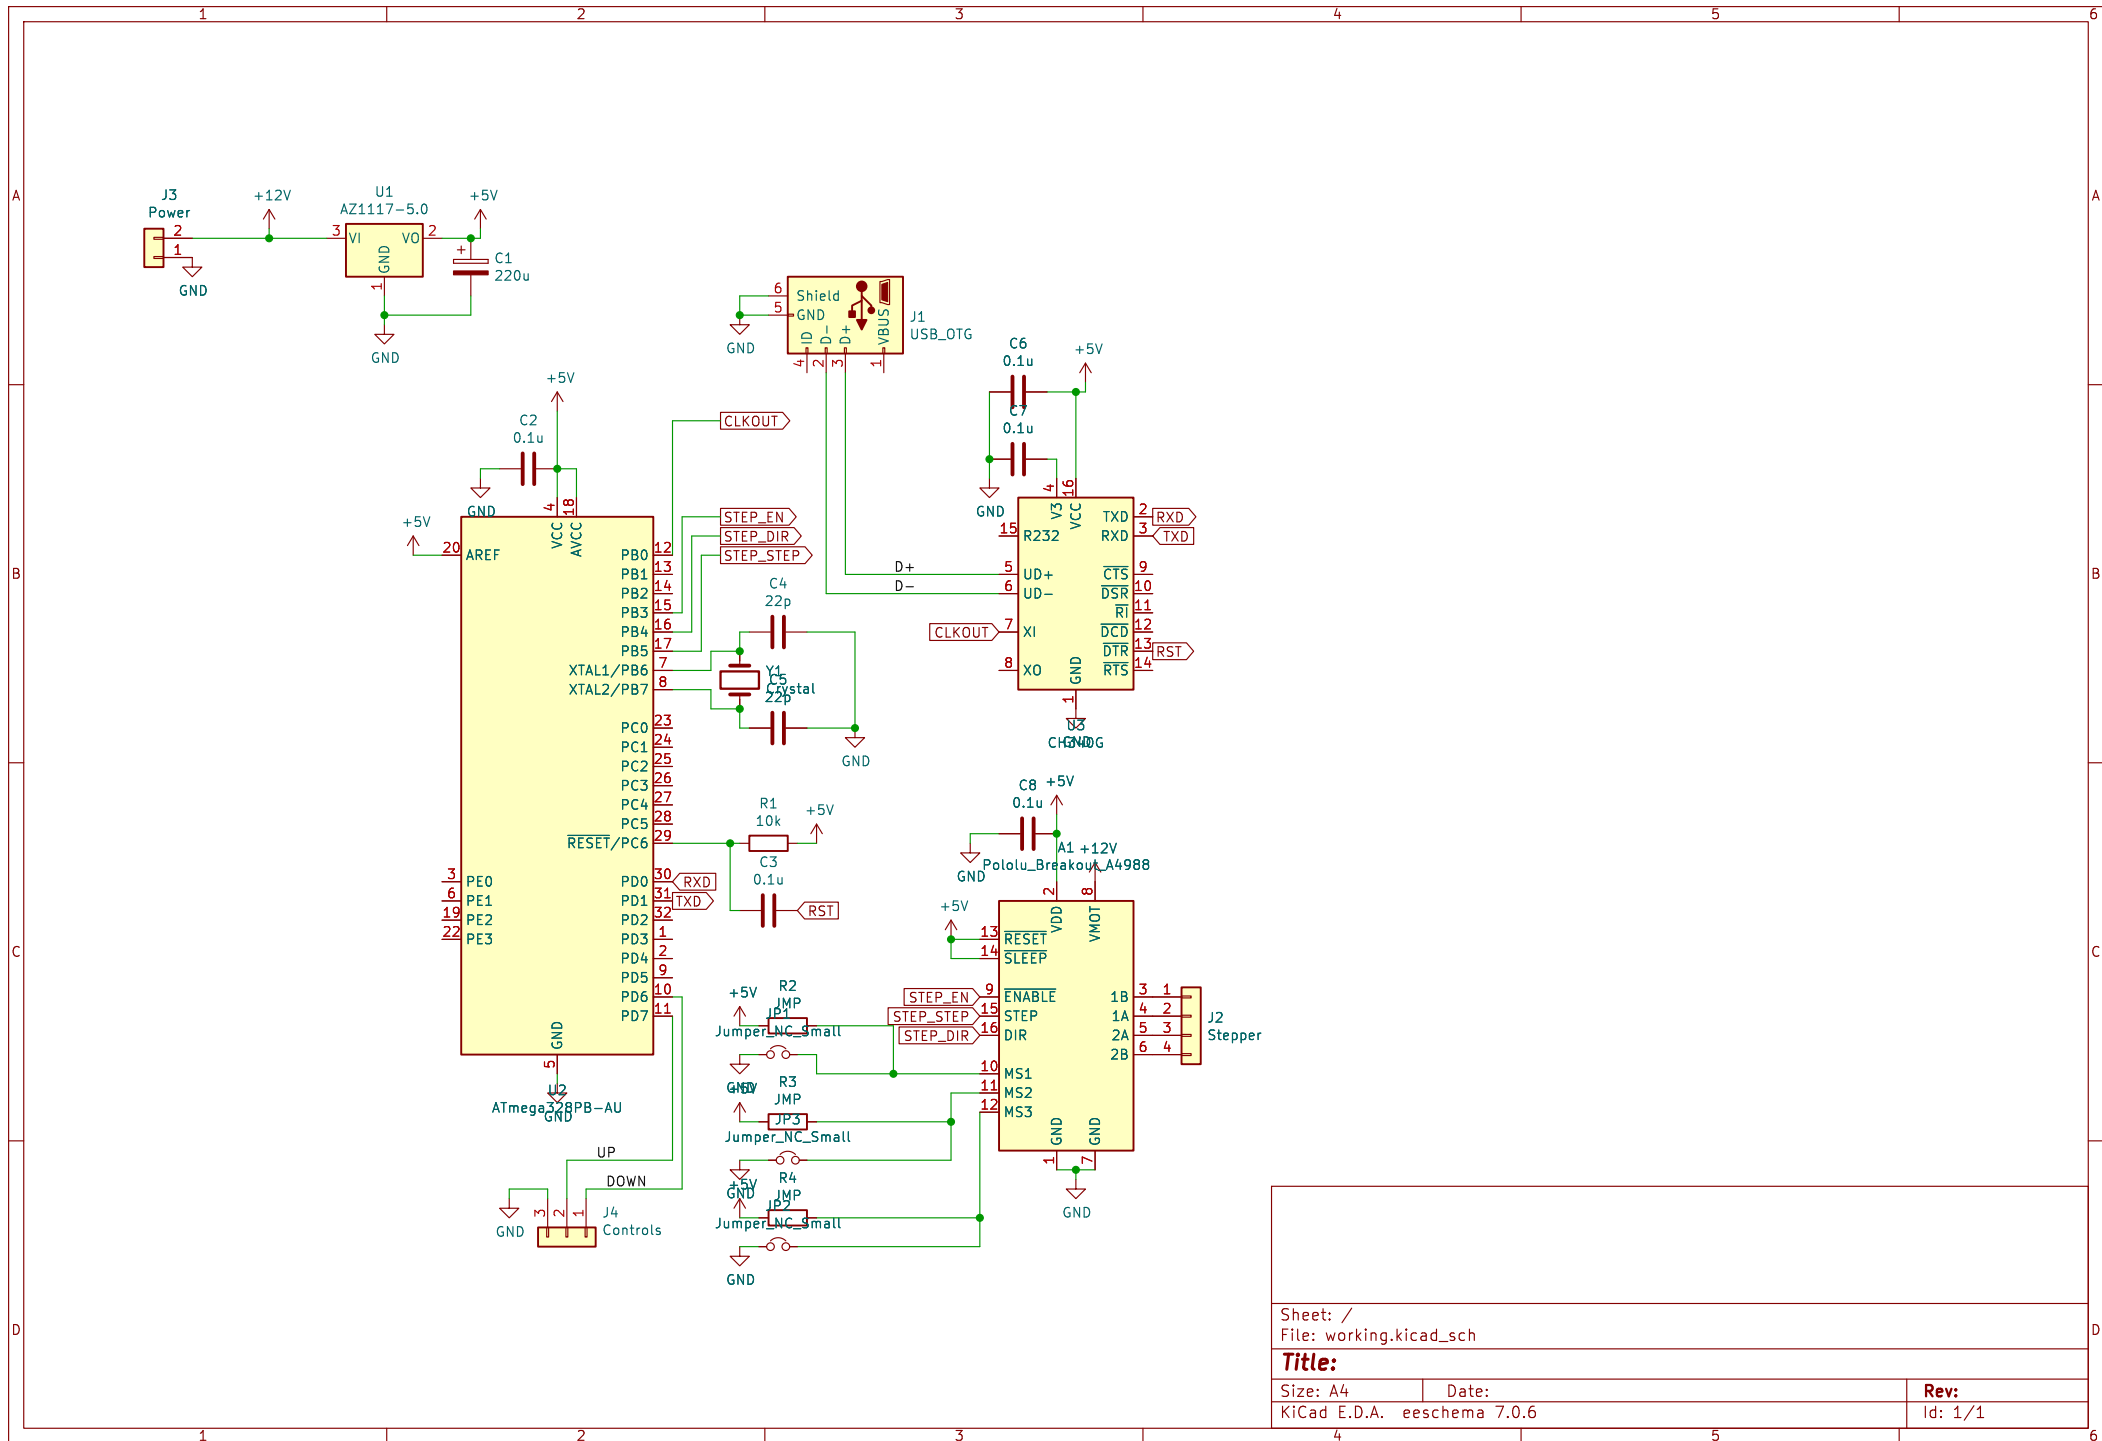 1 2 3 4 5 6
A
A
J3
Power
2
1
GND
+12V
U1
AZ1117-5.0
3 VI
VO 2
GND
1
GND
+5V
+
C1
220u
6 Shield
5 GND
GND
ID
D-
D+
VBUS
4
2
3
1
J1
USB_OTG
C6
0.1u
+5V
C7
0.1u
GND
+5V
C2
0.1u
GND
+5V
CLKOUT
STEP_EN
STEP_DIR
STEP_STEP
B
B
4
18
VCC
AVCC
20 AREF
PB0 12
PB1 13
PB2 14
PB3 15
PB4 16
PB5 17
XTAL1/PB6 7
XTAL2/PB7 8
PC0 23
PC1 24
PC2 25
PC3 26
PC4 27
PC5 28
RESET/PC6 29
3 PE0
6 PE1
19 PE2
22 PE3
PD0 30
PD1 31
PD2 32
PD3 1
PD4 2
PD5 9
PD6 10
PD7 11
GND
5
U2
ATmega328PB-AU
GND
C4
22p
Y1
Crystal
C5
22p
GND
D+
D-
4
16
V3
VCC
15 R232
5 UD+
6 UD-
CLKOUT
7 XI
8 XO
TXD 2
RXD
RXD 3
TXD
CTS 9
DSR 10
RI 11
DCD 12
DTR 13
RST
RTS 14
GND
1
U3
CH340G
GND
R1
10k
+5V
C3
0.1u
RST
RXD
TXD
C
C
C8
0.1u
+5V
GND
A1
+12V
Pololu_Breakout_A4988
2
8
VDD
VMOT
+5V
13 RESET
14 SLEEP
STEP_EN
9 ENABLE
STEP_STEP
15 STEP
STEP_DIR
16 DIR
10 MS1
11 MS2
12 MS3
1B 3 1
1A 4 2
2A 5 3
2B 6 4
J2
Stepper
GND
GND
1
7
GND
+5V
R2
JMP
JP1
Jumper_NC_Small
GND
+5V
R3
JMP
JP3
Jumper_NC_Small
GND
+5V
R4
JMP
JP2
Jumper_NC_Small
GND
UP
DOWN
GND
3
2
1
J4
Controls
D
D
Sheet: /
File: working.kicad_sch
Title:
Size: A4
Date:
Rev:
KiCad E.D.A.  eeschema 7.0.6
Id: 1/1
1 2 3 4 5 6